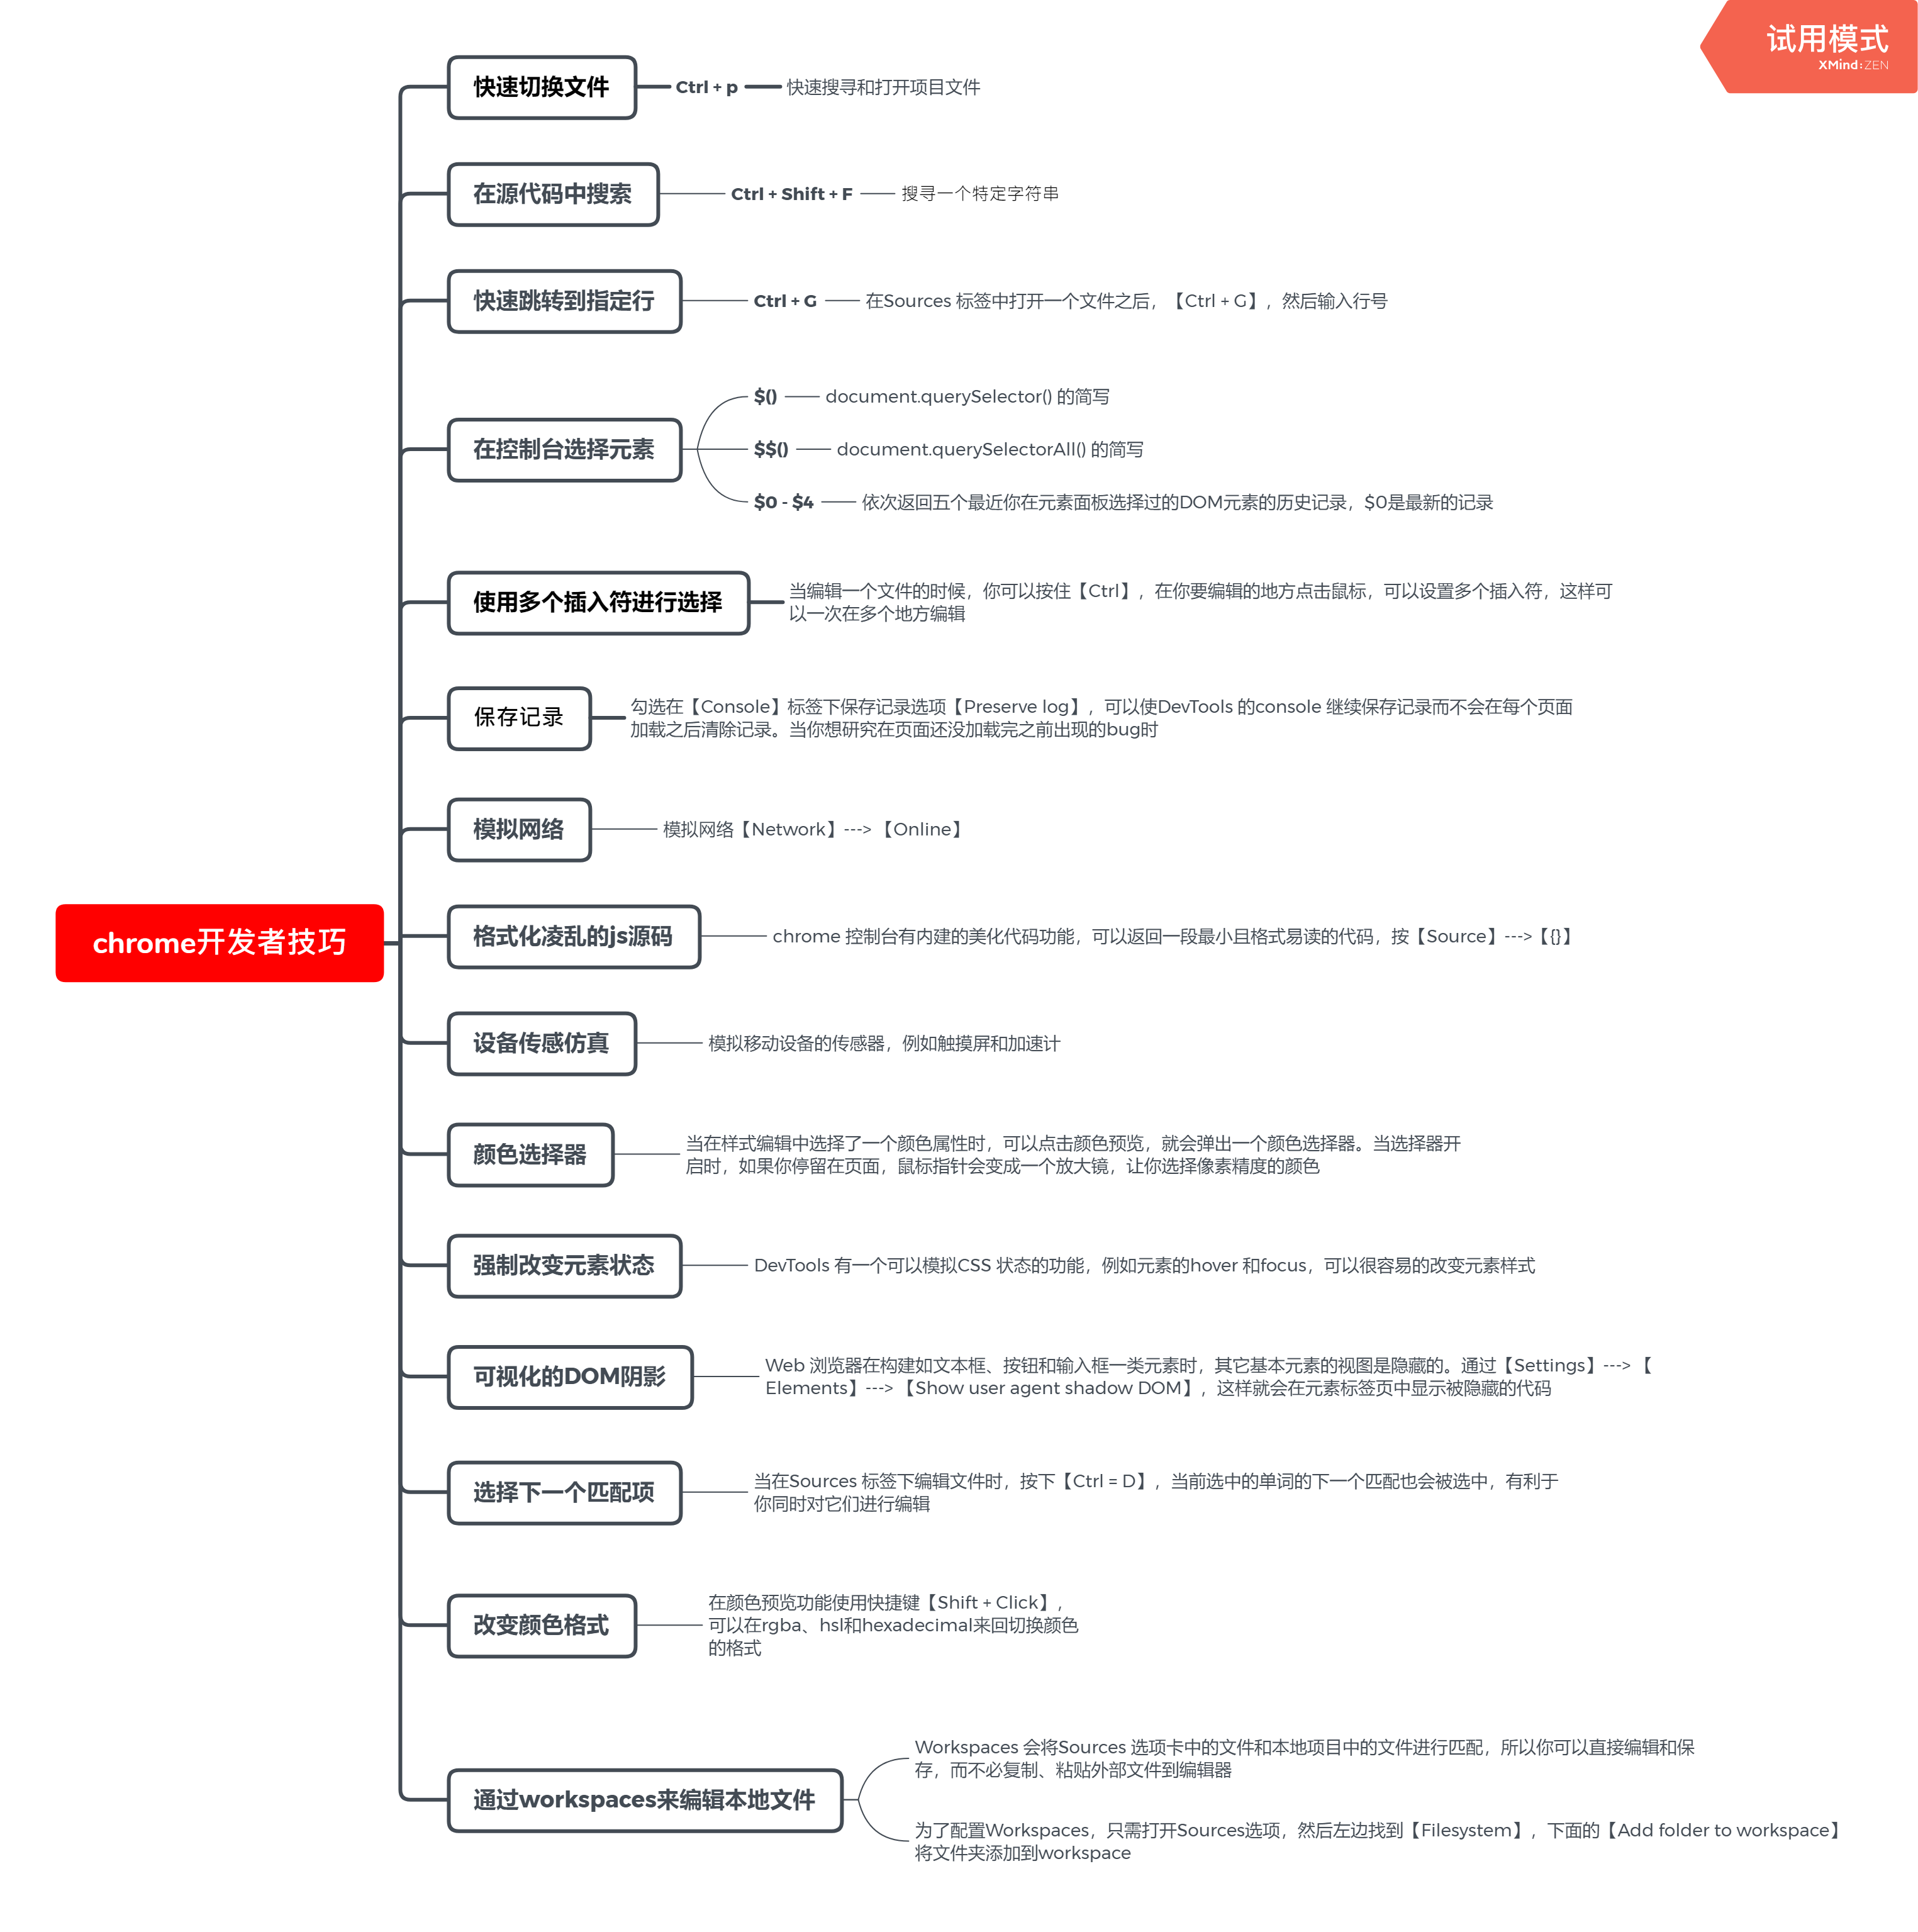 试用模式
XMind:ZEN
快速切换文件
Ctrl + p
快速搜寻和打开项目文件
在源代码中搜索
Ctrl + Shift + F
搜寻一个特定字符串
快速跳转到指定行
Ctrl + G
在Sources 标签中打开一个文件之后，【Ctrl + G】，然后输入行号
在控制台选择元素
$()
document.querySelector() 的简写
$$()
document.querySelectorAll() 的简写
$0 - $4
依次返回五个最近你在元素面板选择过的DOM元素的历史记录，$0是最新的记录
使用多个插入符进行选择
当编辑一个文件的时候，你可以按住【Ctrl】，在你要编辑的地方点击鼠标，可以设置多个插入符，这样可
以一次在多个地方编辑
保存记录
勾选在【Console】标签下保存记录选项【Preserve log】，可以使DevTools 的console 继续保存记录而不会在每个页面
加载之后清除记录。当你想研究在页面还没加载完之前出现的bug时
模拟网络
模拟网络【Network】---> 【Online】
chrome开发者技巧
格式化凌乱的js源码
chrome 控制台有内建的美化代码功能，可以返回一段最小且格式易读的代码，按【Source】--->【{}】
设备传感仿真
模拟移动设备的传感器，例如触摸屏和加速计
颜色选择器
当在样式编辑中选择了一个颜色属性时，可以点击颜色预览，就会弹出一个颜色选择器。当选择器开
启时，如果你停留在页面，鼠标指针会变成一个放大镜，让你选择像素精度的颜色
强制改变元素状态
DevTools 有一个可以模拟CSS 状态的功能，例如元素的hover 和focus，可以很容易的改变元素样式
可视化的DOM阴影
Web 浏览器在构建如文本框、按钮和输入框一类元素时，其它基本元素的视图是隐藏的。通过【Settings】---> 【
Elements】---> 【Show user agent shadow DOM】，这样就会在元素标签页中显示被隐藏的代码
选择下一个匹配项
当在Sources 标签下编辑文件时，按下【Ctrl = D】，当前选中的单词的下一个匹配也会被选中，有利于
你同时对它们进行编辑
改变颜色格式
在颜色预览功能使用快捷键【Shift + Click】，
可以在rgba、hsl和hexadecimal来回切换颜色
的格式
通过workspaces来编辑本地文件
Workspaces 会将Sources 选项卡中的文件和本地项目中的文件进行匹配，所以你可以直接编辑和保
存，而不必复制、粘贴外部文件到编辑器
为了配置Workspaces，只需打开Sources选项，然后左边找到【Filesystem】，下面的【Add folder to workspace】
将文件夹添加到workspace